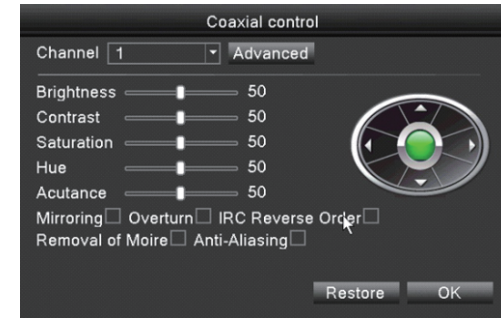 Coaxial control
Channel 1 Advanced
Brightness 50
Contrast 50
Saturation 50
Hue 50
Acutance 50
Mirroring Overturn IRC Reverse Order
Removal of Moire Anti-Aliasing
Restore OK